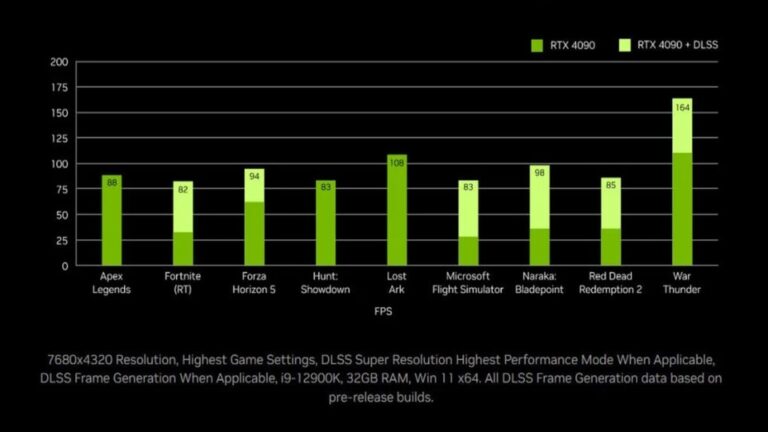 RTX 4090 RTX 4090 + DLSS
200
175
150
125
100
75
50
25
0
88
82
94
83
108
83
98
85
164
Apex
Legends
Fortnite
(RT)
Forza
Horizon 5
Hunt:
Showdown
Lost
Ark
Microsoft
Flight Simulator
Naraka:
Bladepoint
Red Dead
Redemption 2
War
Thunder
FPS
7680x4320 Resolution, Highest Game Settings, DLSS Super Resolution Highest Performance Mode When Applicable,
DLSS Frame Generation When Applicable, i9-12900K, 32GB RAM, Win 11 x64. All DLSS Frame Generation data based on
pre-release builds.